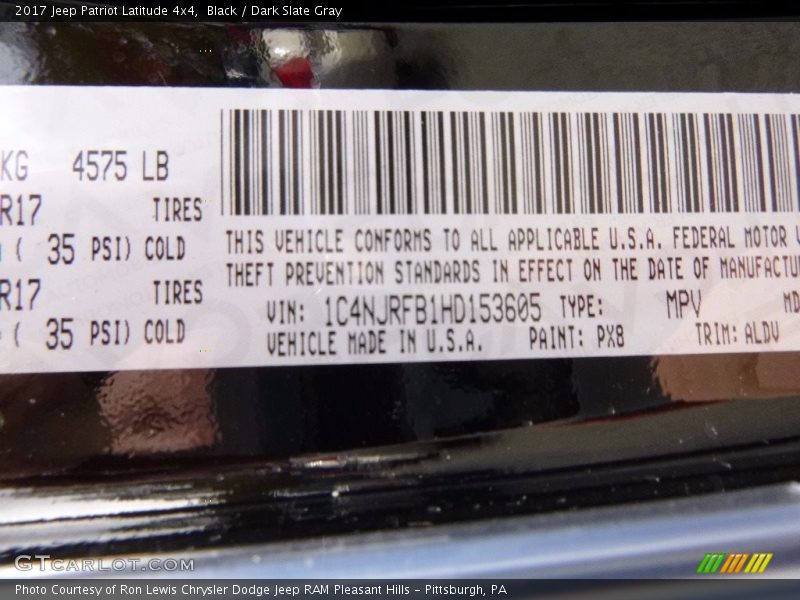 2017 Jeep Patriot Latitude 4x4, Black / Dark Slate Gray
KG 4575 LB
R17 TIRES
( 35 PSI) COLD
R17 TIRES
( 35 PSI) COLD
THIS VEHICLE CONFORMS TO ALL APPLICABLE U.S.A. FEDERAL MOTOR
THEFT PREVENTION STANDARDS IN EFFECT ON THE DATE OF MANUFACTU
VIN: 1C4NJRFB1HD153605 TYPE: MPV MD
VEHICLE MADE IN U.S.A. PAINT: PX8 TRIM: ALDV
GTCARLOT.COM
Photo Courtesy of Ron Lewis Chrysler Dodge Jeep RAM Pleasant Hills - Pittsburgh, PA